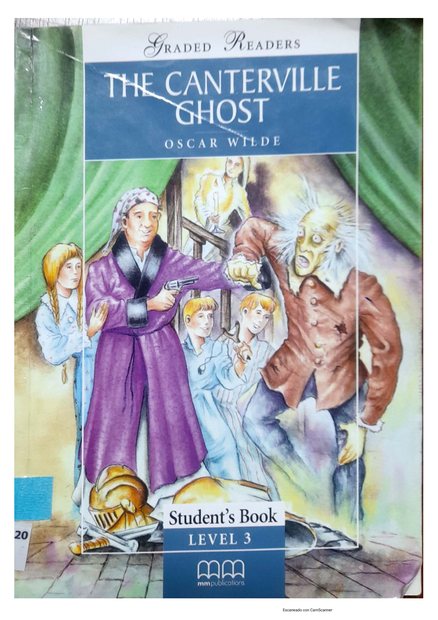 GRADED READERS
THE CANTERVILLE
GHOST
OSCAR WILDE
20
Student's Book
LEVEL 3
mm publications
Escaneado con CamScanner